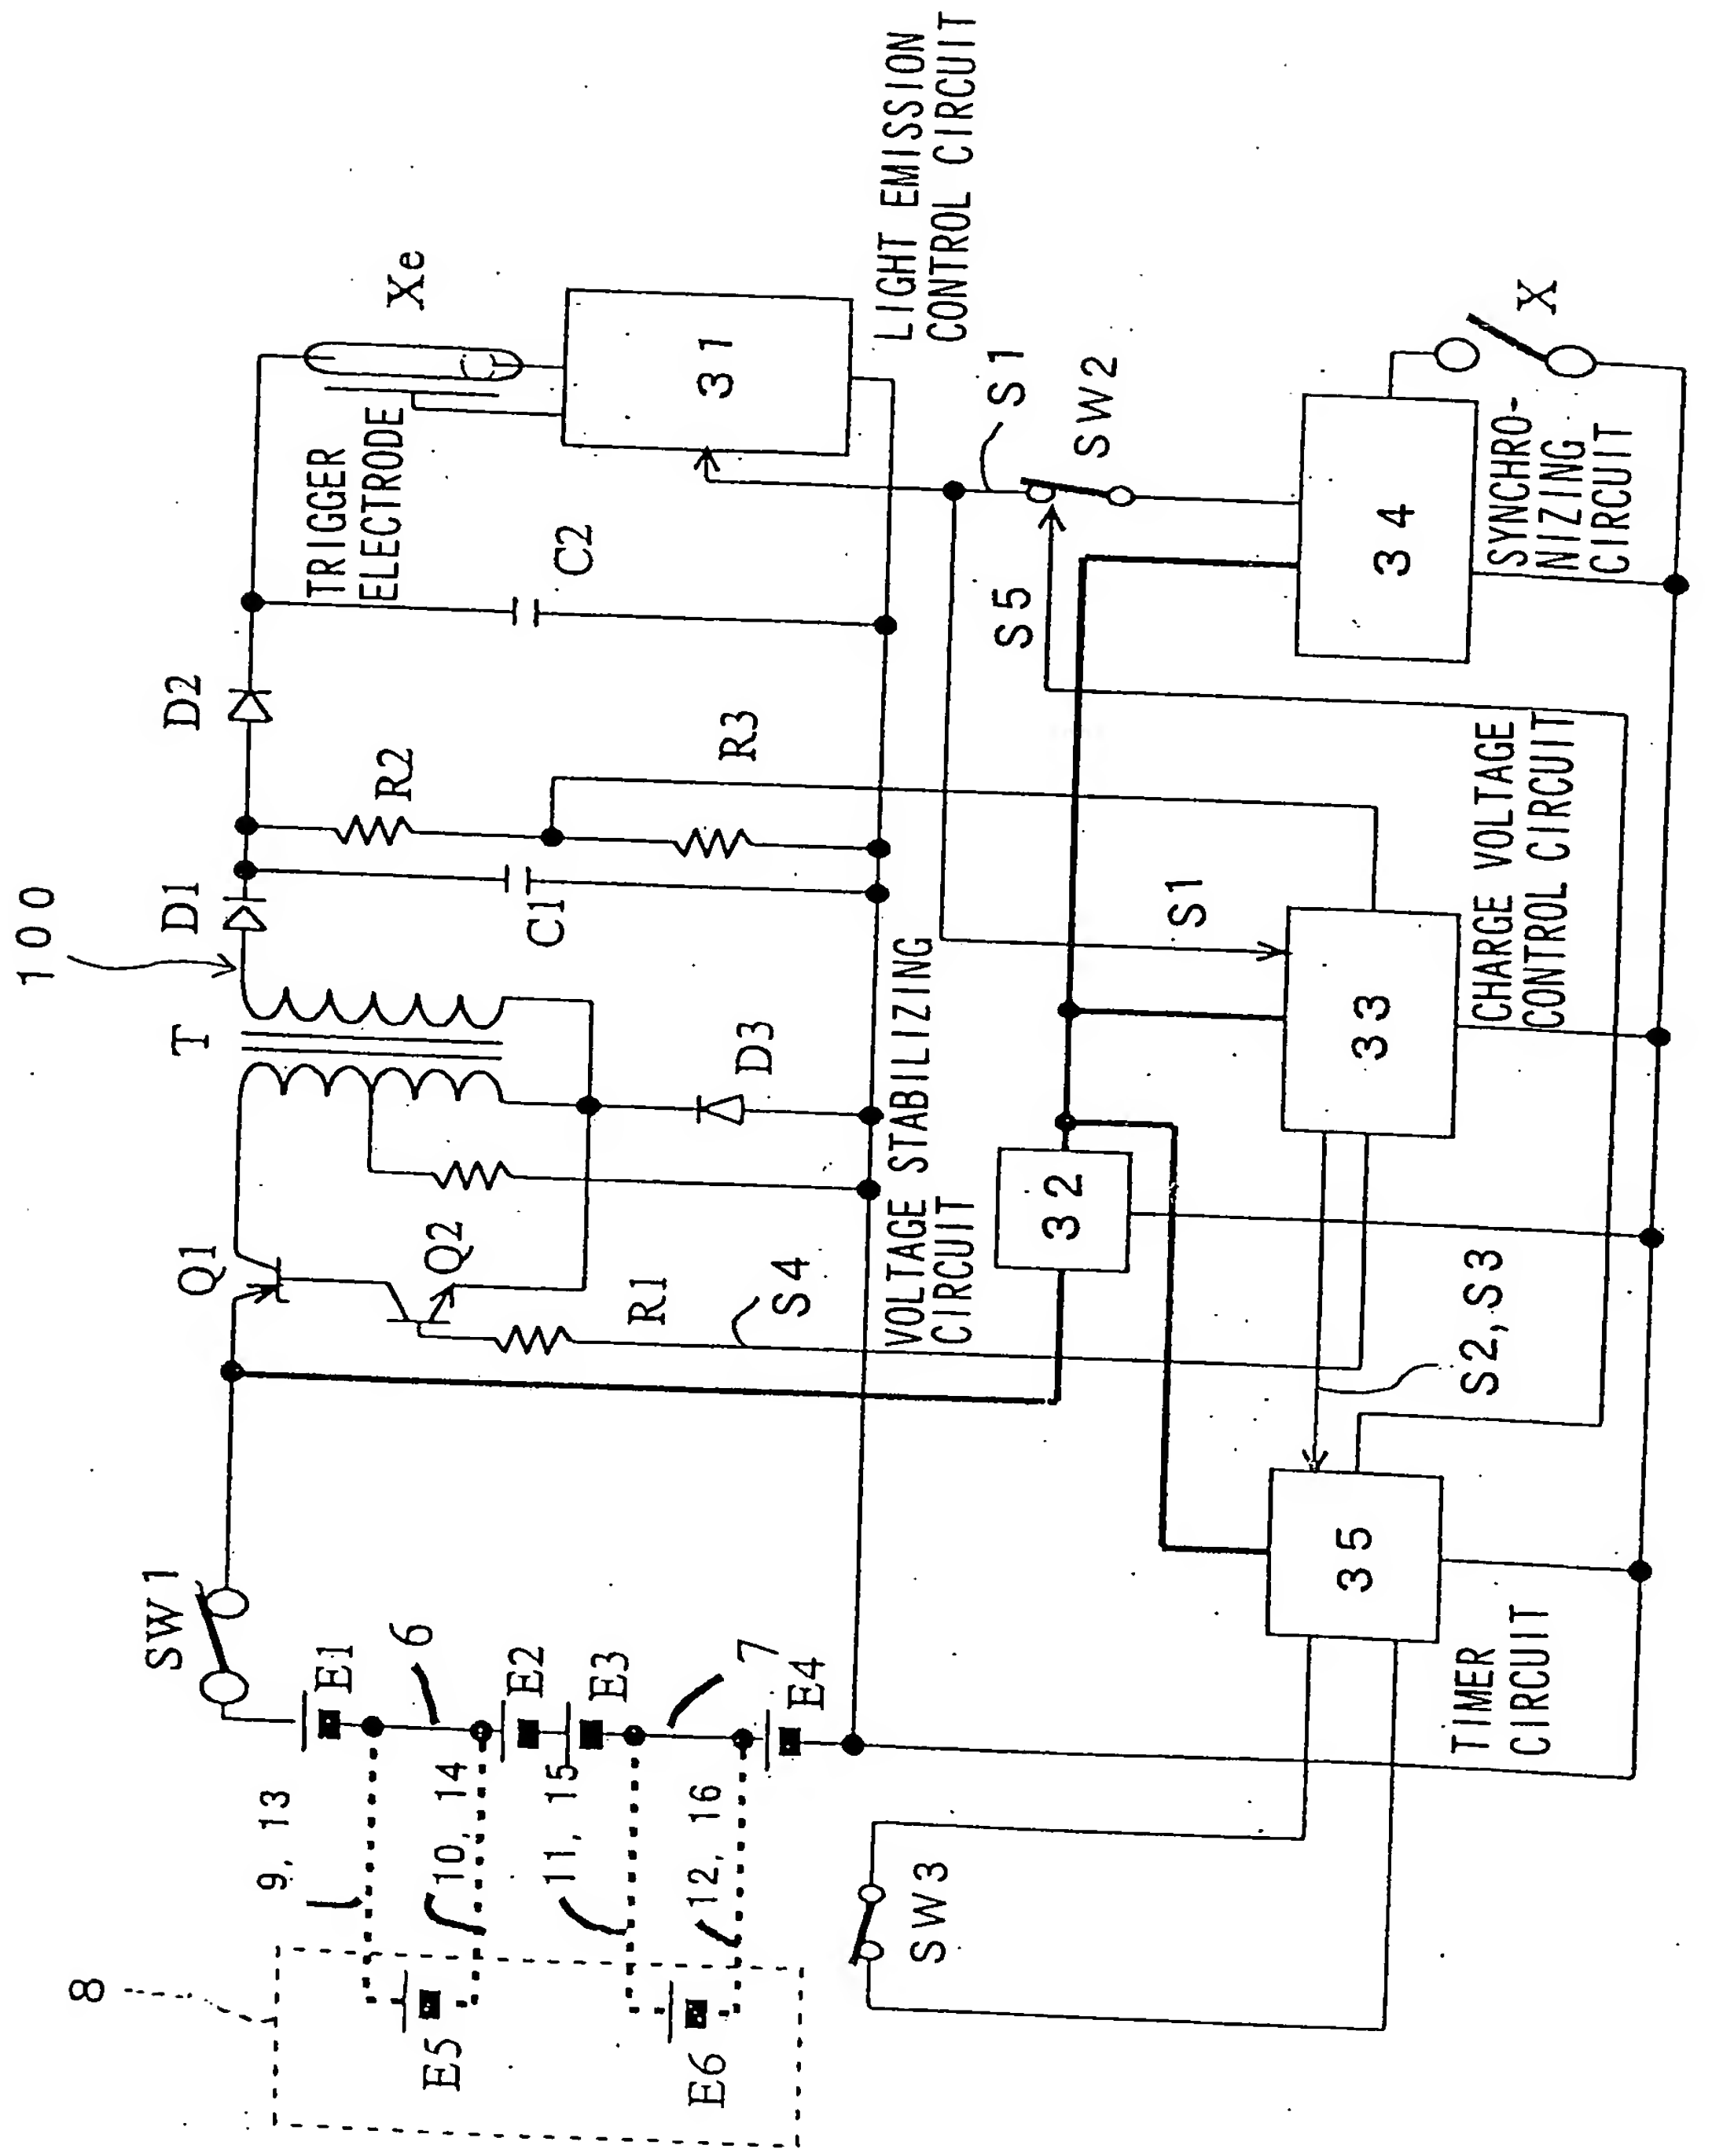 100
SW1
Q1
T
D1
D2
Xe
TRIGGER
ELECTRODE
31
LIGHT EMISSION
CONTROL CIRCUIT
E1
6
E2
E3
7
E4
Q2
R1
S4
D3
C1
R2
R3
C2
8
9, 13
10, 14
11, 15
12, 16
E5
E6
VOLTAGE STABILIZING
CIRCUIT
32
S1
S5
S1
SW2
SW3
TIMER
CIRCUIT
35
S2, S3
33
CHARGE VOLTAGE
CONTROL CIRCUIT
34
SYNCHRO-
NIZING
CIRCUIT
X